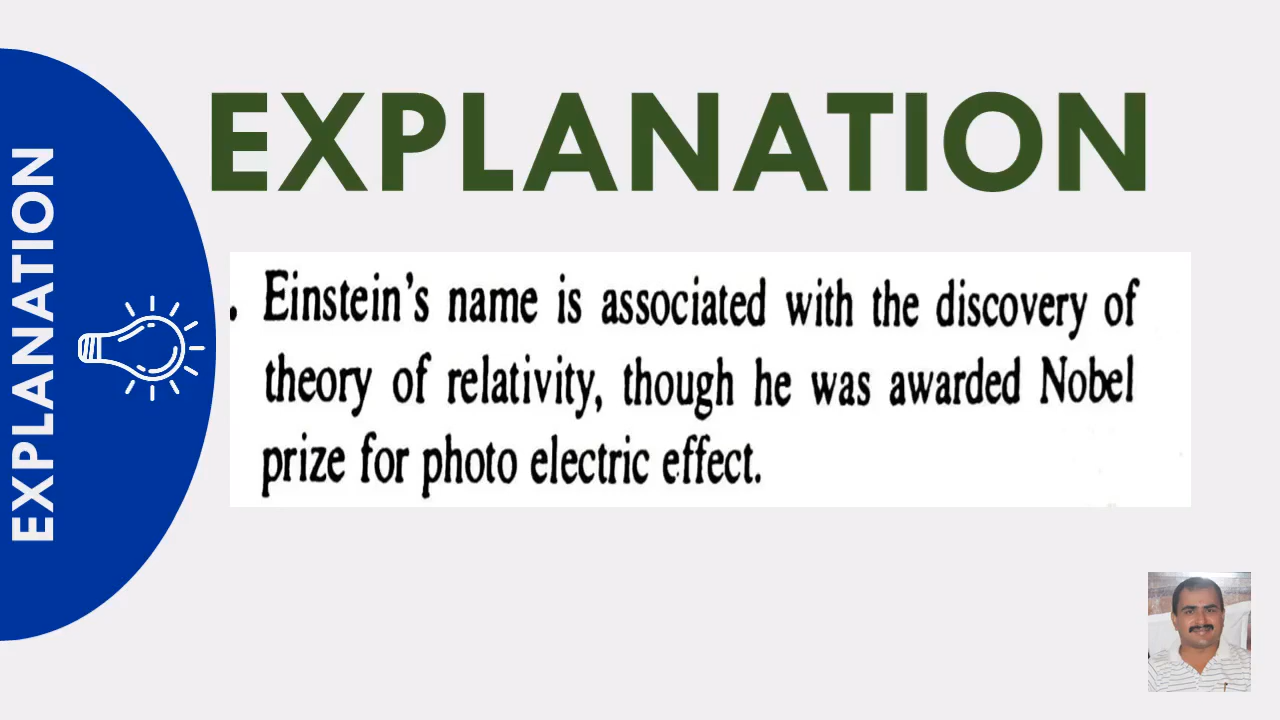 EXPLANATION
EXPLANATION
. Einstein's name is associated with the discovery of
theory of relativity, though he was awarded Nobel
prize for photo electric effect.